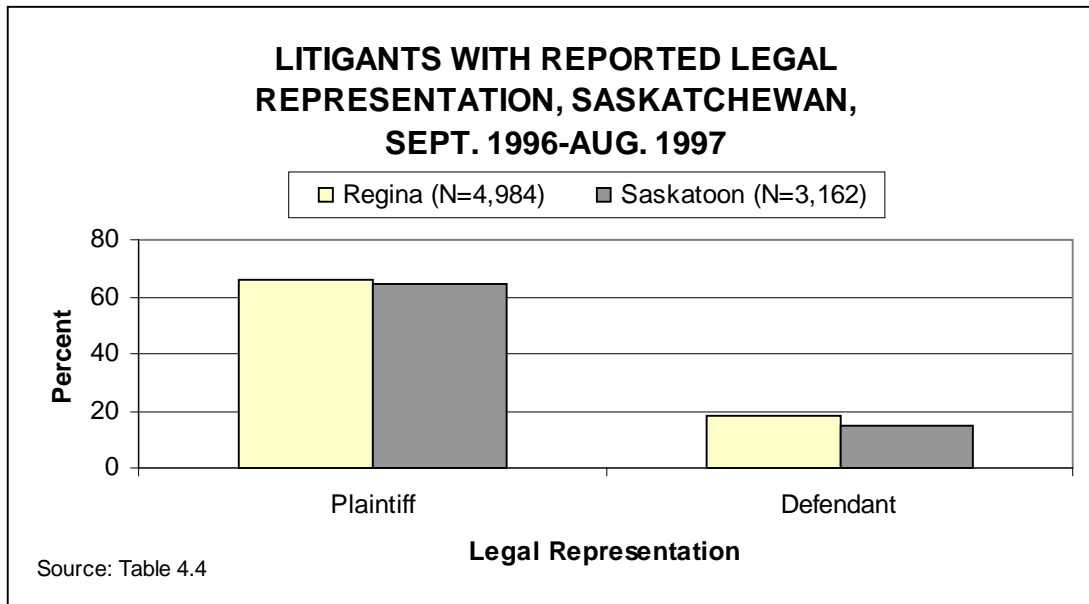 LITIGANTS WITH REPORTED LEGAL
REPRESENTATION, SASKATCHEWAN,
SEPT. 1996-AUG. 1997
Regina (N=4,984) Saskatoon (N=3,162)
80
60
40
20
0
Percent
Plaintiff Defendant
Legal Representation
Source: Table 4.4